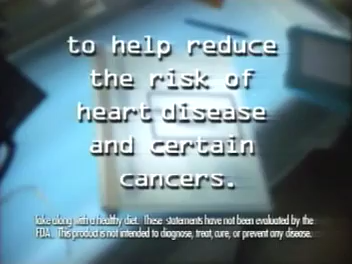 to help reduce
the risk of
heart disease
and certain
cancers.
Take along with a healthy diet. These statements have not been evaluated by the
FDA. This product is not intended to diagnose, treat, cure, or prevent any disease.